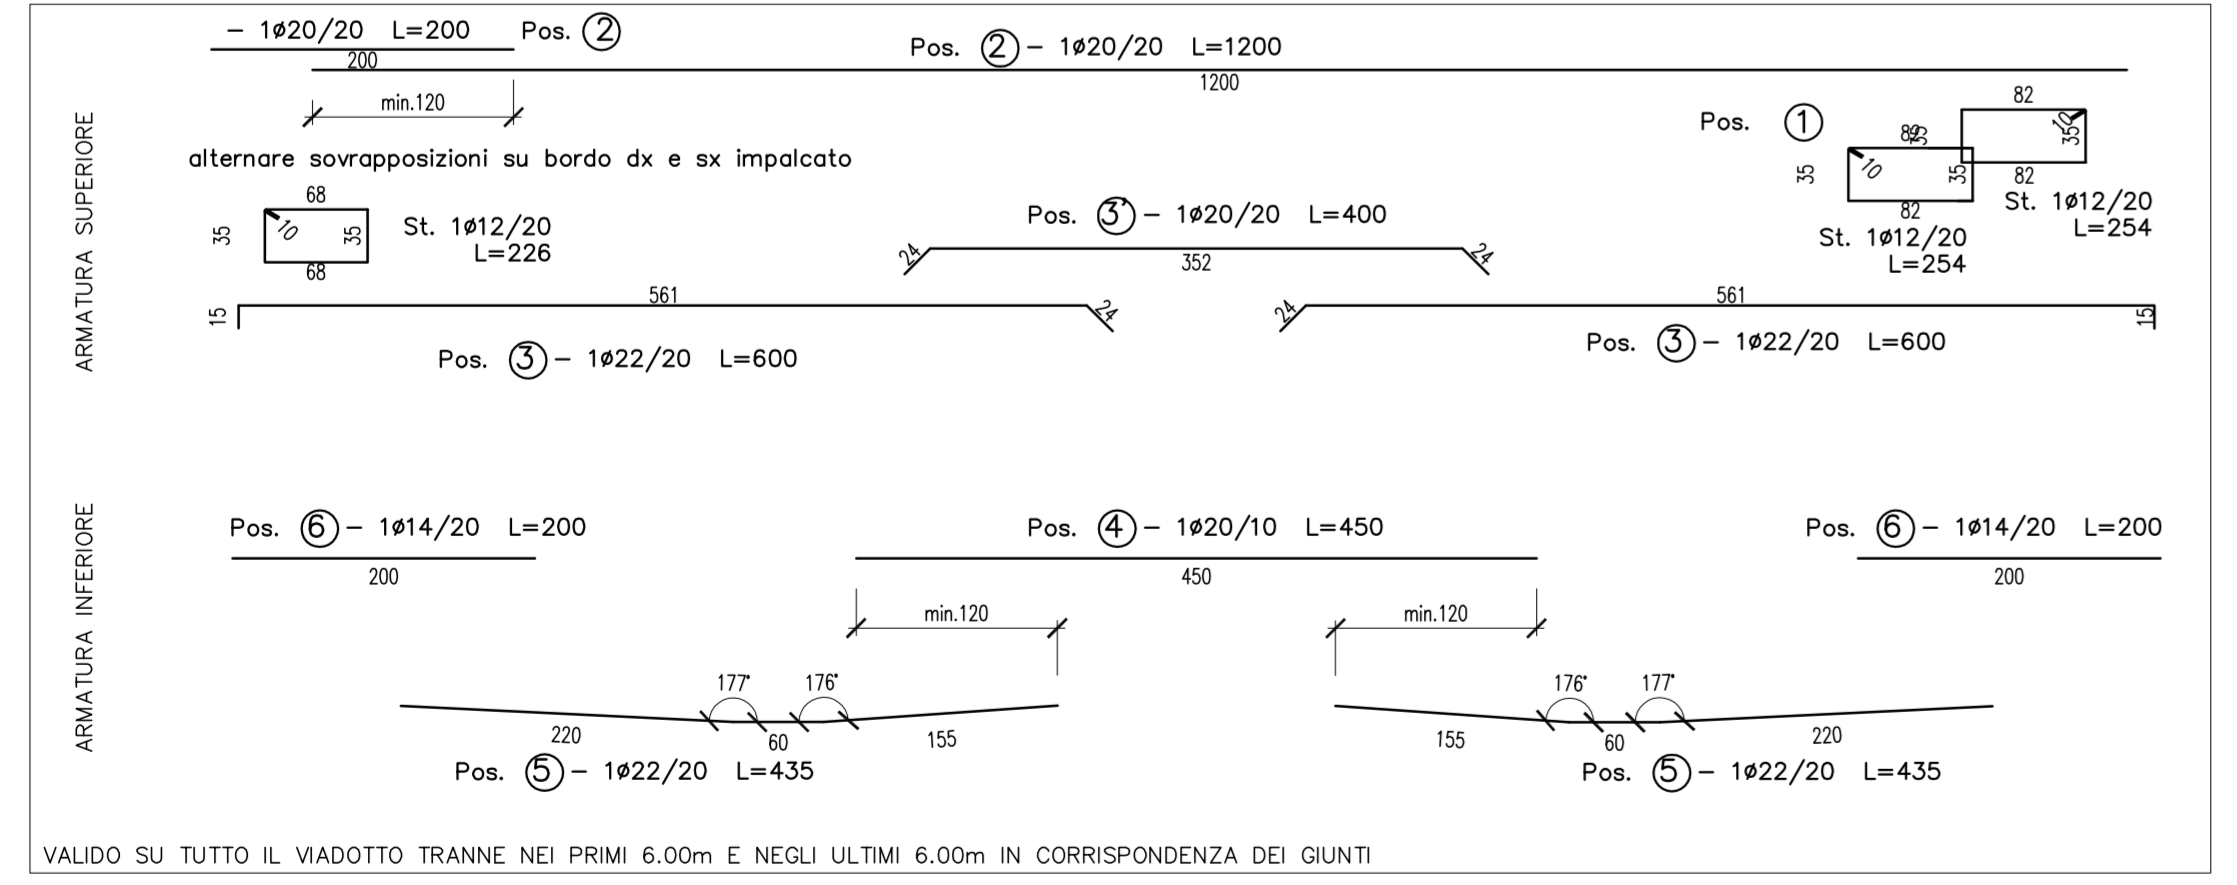 - 1ø20/20 L=200 Pos. 2
200
Pos. 2 - 1ø20/20 L=1200
1200
min.120
alternare sovrapposizioni su bordo dx e sx impalcato
ARMATURA SUPERIORE
68
35
10
35
68
St. 1ø12/20
L=226
Pos. 3' - 1ø20/20 L=400
24
352
24
Pos. 1
82
10
35
82
St. 1ø12/20
L=254
35
10
35
82
St. 1ø12/20
L=254
15
561
24
Pos. 3 - 1ø22/20 L=600
24
561
15
Pos. 3 - 1ø22/20 L=600
ARMATURA INFERIORE
Pos. 6 - 1ø14/20 L=200
200
Pos. 4 - 1ø20/10 L=450
450
Pos. 6 - 1ø14/20 L=200
200
min.120
min.120
177°
176°
220
60
155
Pos. 5 - 1ø22/20 L=435
176°
177°
155
60
220
Pos. 5 - 1ø22/20 L=435
VALIDO SU TUTTO IL VIADOTTO TRANNE NEI PRIMI 6.00m E NEGLI ULTIMI 6.00m IN CORRISPONDENZA DEI GIUNTI